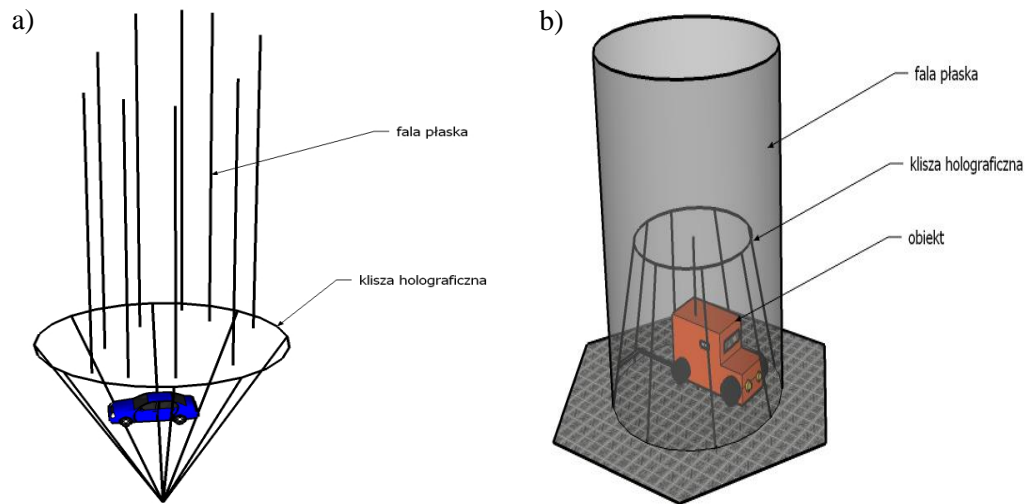 a)
fala płaska
klisza holograficzna
b)
fala płaska
klisza holograficzna
obiekt